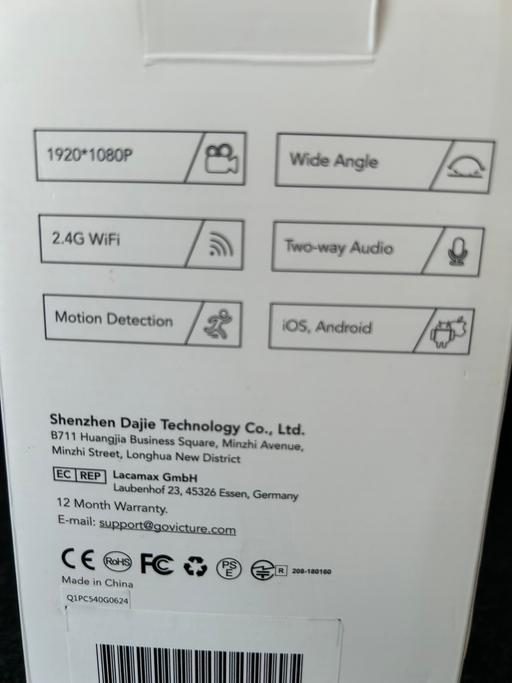 1920*1080P
Wide Angle
2.4G WiFi
Two-way Audio
Motion Detection
iOS, Android
Shenzhen Dajie Technology Co., Ltd.
B711 Huangjia Business Square, Minzhi Avenue,
Minzhi Street, Longhua New District
EC REP Lacamax GmbH
Laubenhof 23, 45326 Essen, Germany
12 Month Warranty.
E-mail: support@govicture.com
CE RoHS FC PS E R 208-180160
Made in China
Q1PC540G0624